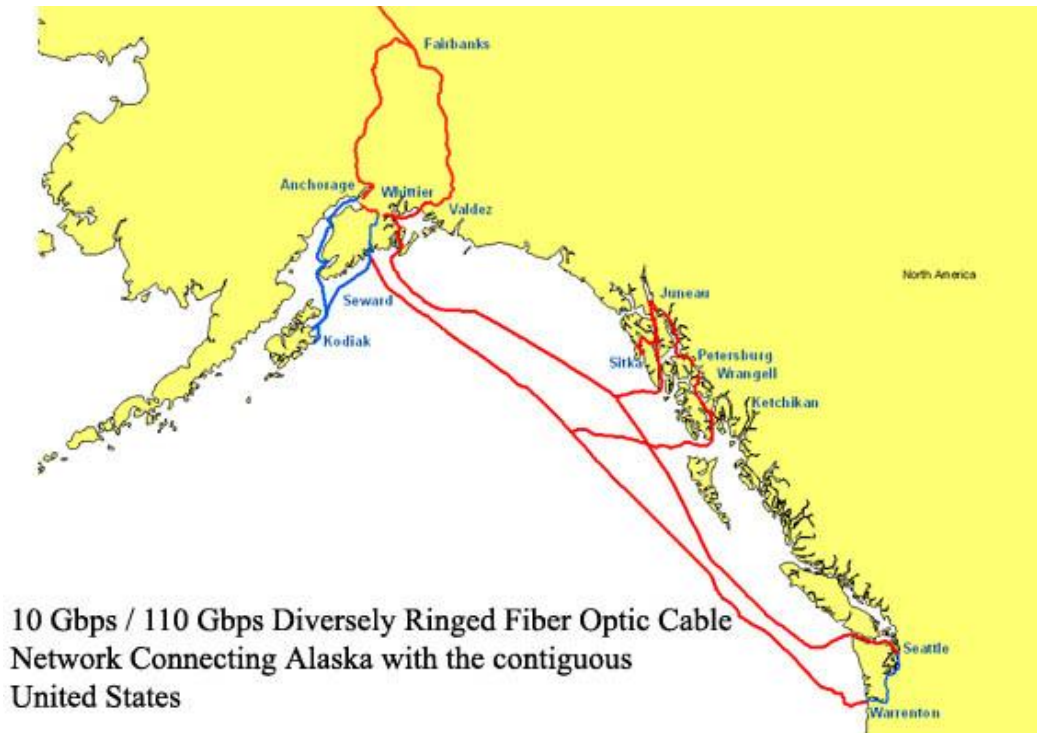 Fairbanks
Anchorage
Whittier
Valdez
North America
Juneau
Seward
Kodiak
Sitka
Petersburg
Wrangell
Ketchikan
10 Gbps / 110 Gbps Diversely Ringed Fiber Optic Cable
Network Connecting Alaska with the contiguous
United States
Seattle
Warrenton